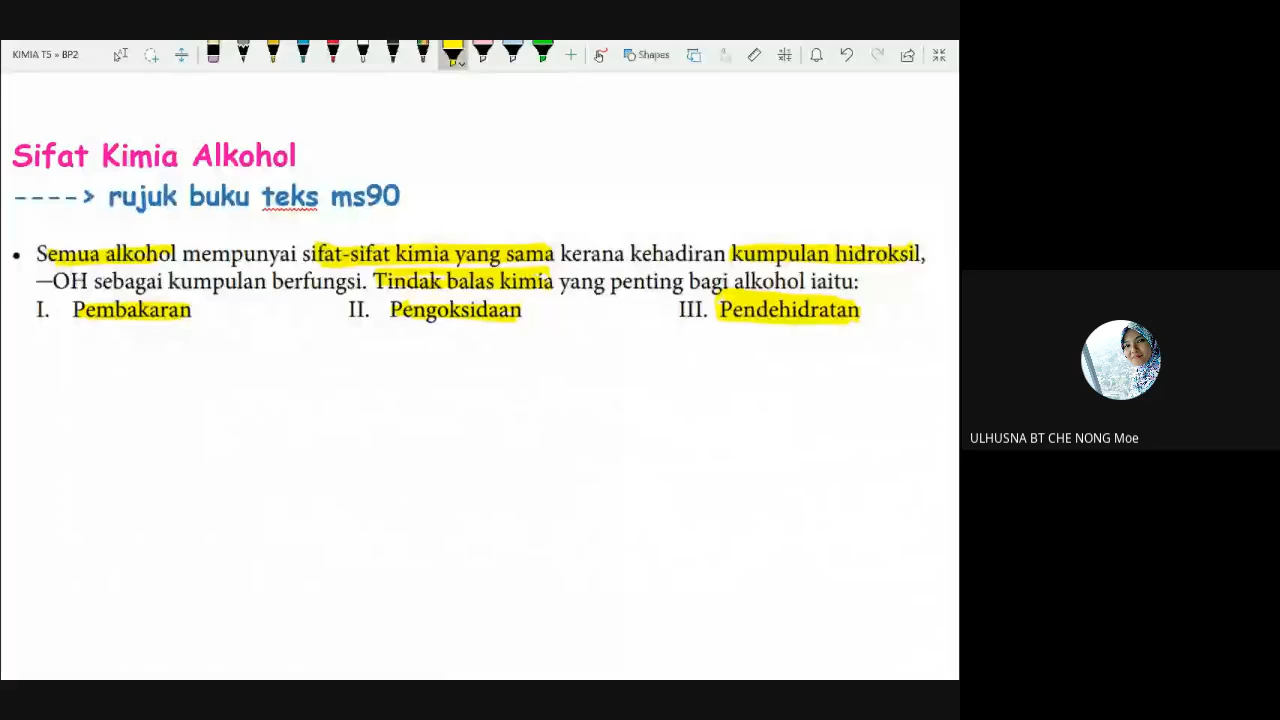 KIMIA T5 » BP2
Shapes
Sifat Kimia Alkohol
----> rujuk buku teks ms90
• Semua alkohol mempunyai sifat-sifat kimia yang sama kerana kehadiran kumpulan hidroksil,
—OH sebagai kumpulan berfungsi. Tindak balas kimia yang penting bagi alkohol iaitu:
I. Pembakaran II. Pengoksidaan III. Pendehidratan
ULHUSNA BT CHE NONG Moe